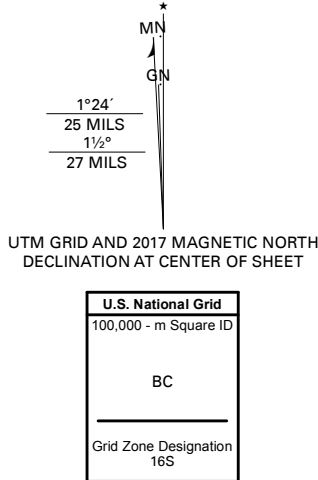 ★
MN
GN
1°24´
25 MILS
1½°
27 MILS
UTM GRID AND 2017 MAGNETIC NORTH
DECLINATION AT CENTER OF SHEET
U.S. National Grid
100,000 - m Square ID
BC
Grid Zone Designation
16S